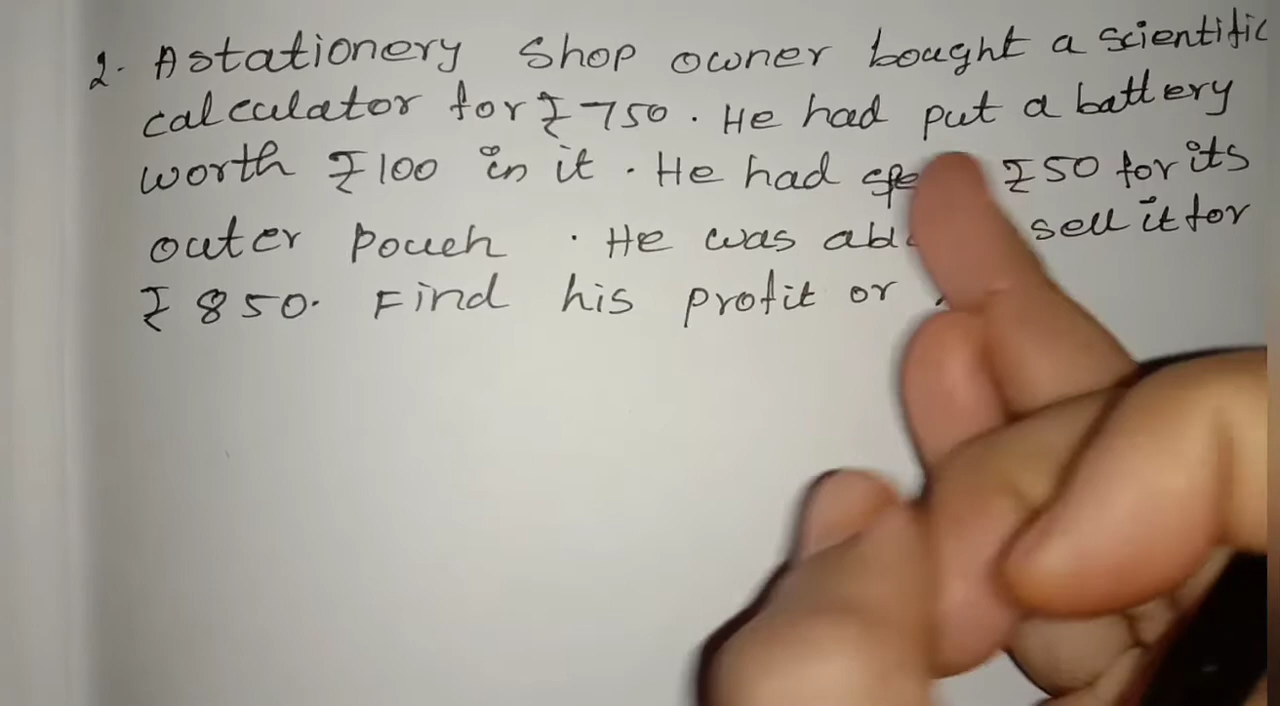 2. A stationery Shop owner bought a scientific
calculator for ₹750. He had put a battery
worth ₹100 in it. He had ₹50 for its
outer Pouch. He was sell it for
₹850. Find his profit or